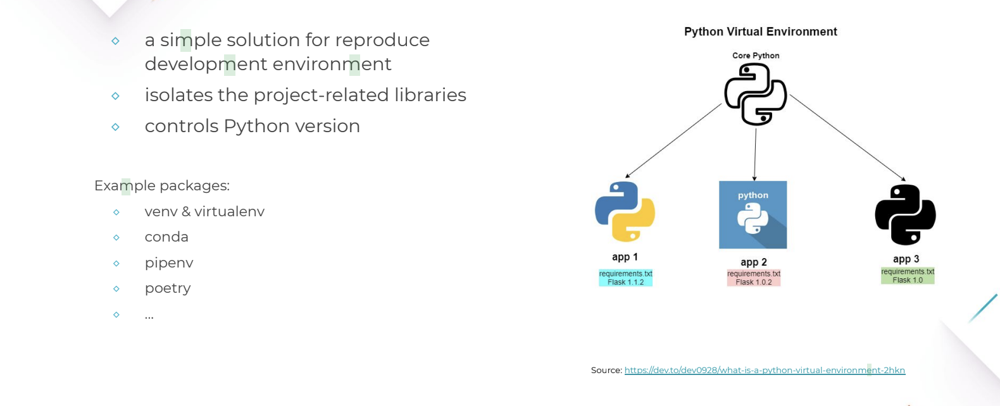 a simple solution for reproduce
development environment
isolates the project-related libraries
controls Python version
Example packages:
venv & virtualenv
conda
pipenv
poetry
...
Python Virtual Environment
Core Python
python
app 1
requirements.txt
Flask 1.1.2
app 2
requirements.txt
Flask 1.0.2
app 3
requirements.txt
Flask 1.0
Source: https://dev.to/dev0928/what-is-a-python-virtual-environment-2hkn